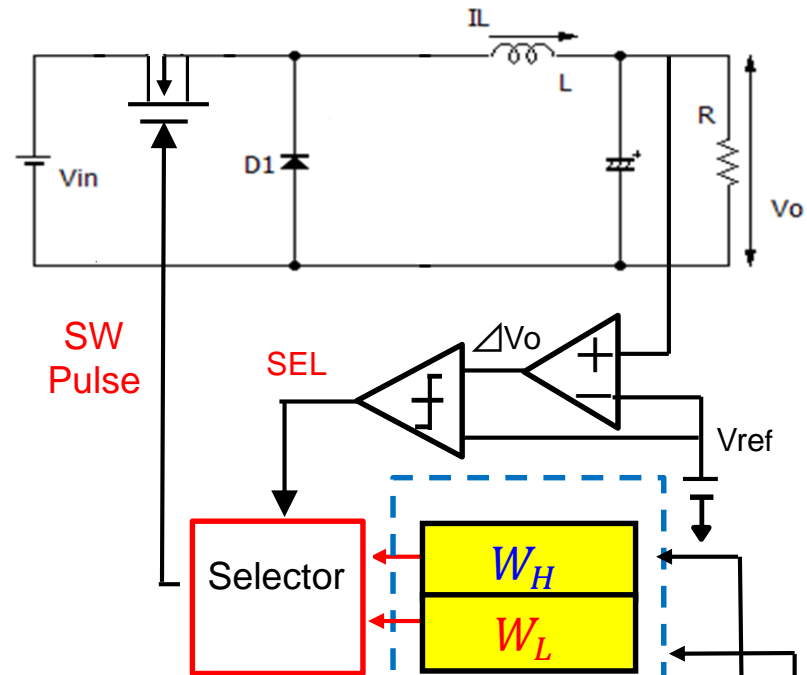 IL
L
R
Vin
D1
Vo
+
SW
Pulse
SEL
⊿Vo
+
−
Vref
Selector
W_H
W_L